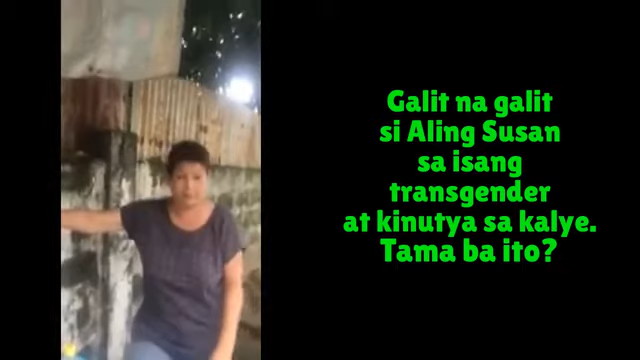 Galit na galit
si Aling Susan
sa isang
transgender
at kinutya sa kalye.
Tama ba ito?